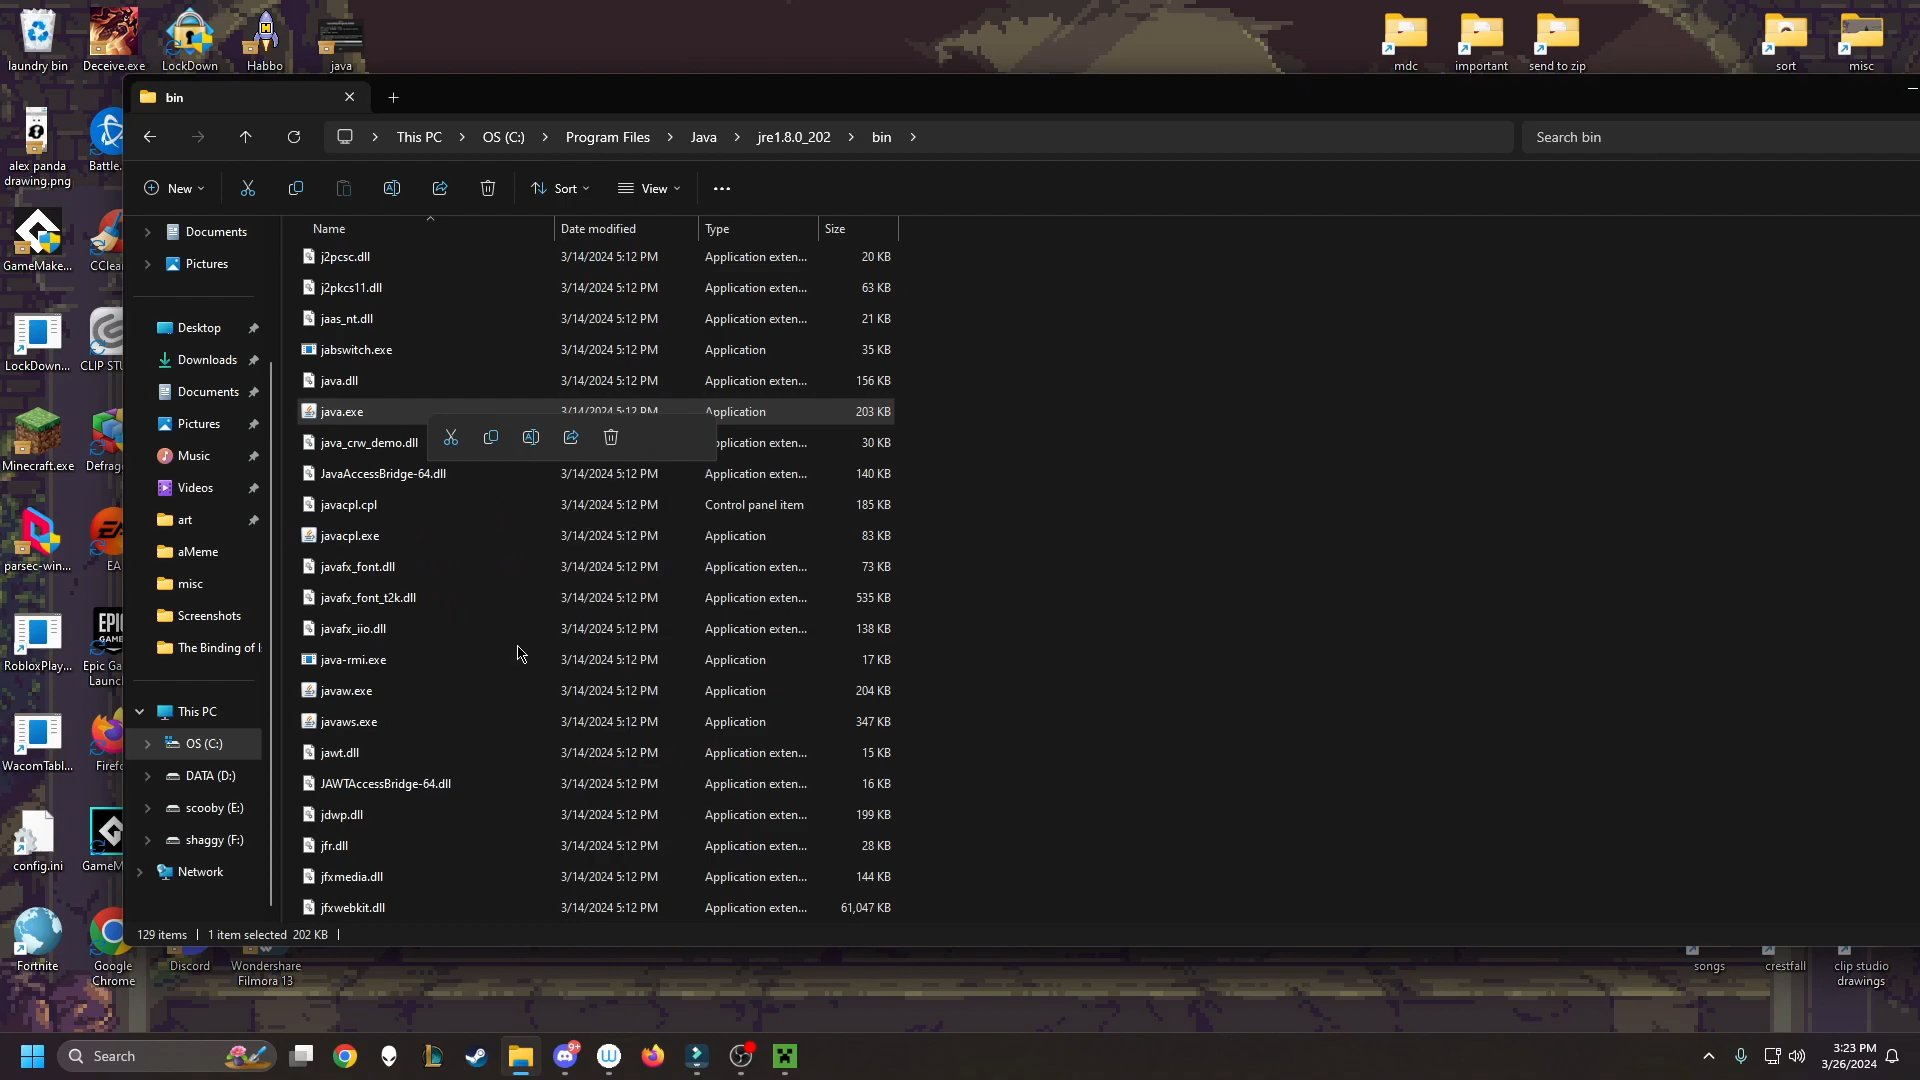 laundry bin
Deceive.exe
LockDown
Habbo
java
mdc
important
send to zip
sort
misc
bin
This PC
OS (C:)
Program Files
Java
jre1.8.0_202
bin
Search bin
New
Sort
View
Name
Date modified
Type
Size
Documents
Pictures
Desktop
Downloads
Documents
Pictures
Music
Videos
art
aMeme
misc
Screenshots
The Binding of I
This PC
OS (C:)
DATA (D:)
scooby (E:)
shaggy (F:)
Network
j2pcsc.dll 3/14/2024 5:12 PM Application exten... 20 KB
j2pkcs11.dll 3/14/2024 5:12 PM Application exten... 63 KB
jaas_nt.dll 3/14/2024 5:12 PM Application exten... 21 KB
jabswitch.exe 3/14/2024 5:12 PM Application 35 KB
java.dll 3/14/2024 5:12 PM Application exten... 156 KB
java.exe 3/14/2024 5:12 PM Application 203 KB
java_crw_demo.dll pplication exten... 30 KB
JavaAccessBridge-64.dll 3/14/2024 5:12 PM Application exten... 140 KB
javacpl.cpl 3/14/2024 5:12 PM Control panel item 185 KB
javacpl.exe 3/14/2024 5:12 PM Application 83 KB
javafx_font.dll 3/14/2024 5:12 PM Application exten... 73 KB
javafx_font_t2k.dll 3/14/2024 5:12 PM Application exten... 535 KB
javafx_iio.dll 3/14/2024 5:12 PM Application exten... 138 KB
java-rmi.exe 3/14/2024 5:12 PM Application 17 KB
javaw.exe 3/14/2024 5:12 PM Application 204 KB
javaws.exe 3/14/2024 5:12 PM Application 347 KB
jawt.dll 3/14/2024 5:12 PM Application exten... 15 KB
JAWTAccessBridge-64.dll 3/14/2024 5:12 PM Application exten... 16 KB
jdwp.dll 3/14/2024 5:12 PM Application exten... 199 KB
jfr.dll 3/14/2024 5:12 PM Application exten... 28 KB
jfxmedia.dll 3/14/2024 5:12 PM Application exten... 144 KB
jfxwebkit.dll 3/14/2024 5:12 PM Application exten... 61,047 KB
129 items
1 item selected 202 KB
alex panda
drawing.png
Battle.
GameMake...
CClea
LockDown...
CLIP STU
Minecraft.exe
Defrag
parsec-win...
EA
EA
RobloxPlay...
EPIC
GAME
Epic Ga
Launc
WacomTabl...
Firef
config.ini
GameM
Fortnite
Google
Chrome
Discord
Wondershare
Filmora 13
songs
crestfall
clip studio
drawings
Search
9+
3:23 PM
3/26/2024